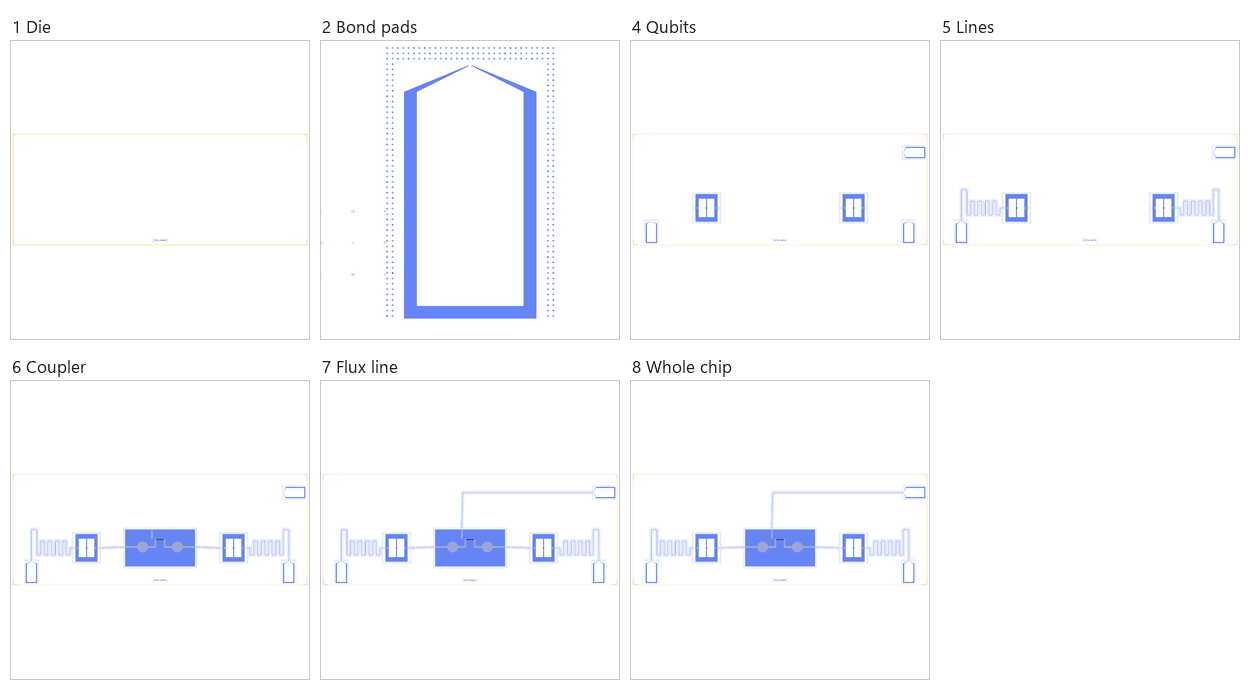 1 Die
2 Bond pads
4 Qubits
5 Lines
6 Coupler
7 Flux line
8 Whole chip